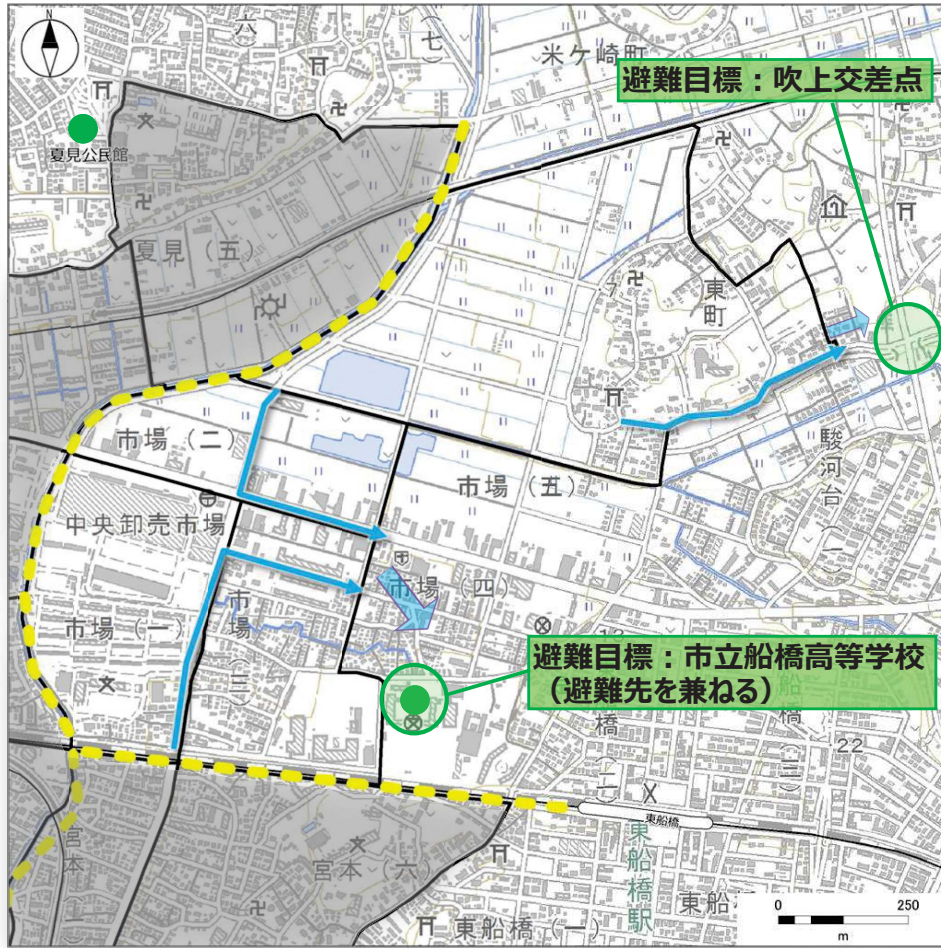 N
（六）
（七）
米ケ崎町
避難目標：吹上交差点
夏見公民館
夏見（五）
東町
市場（二）
市場（五）
駿河台（一）
中央卸売市場
市場（四）
市場（一）
市場（三）
避難目標：市立船橋高等学校
（避難先を兼ねる）
22
東船橋
東船橋駅
宮本（六）
東船橋（一）
0
250
m